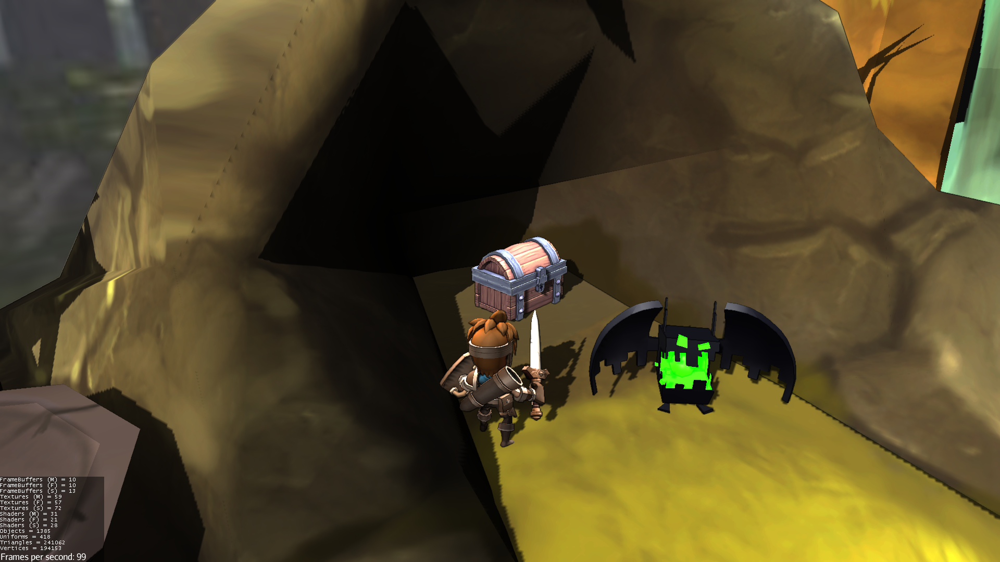 FrameBuffers (M) = 10
FrameBuffers (F) = 10
FrameBuffers (S) = 13
Textures (M) = 59
Textures (F) = 57
Textures (S) = 72
Shaders (M) = 31
Shaders (F) = 21
Shaders (S) = 28
Objects = 1385
Uniforms = 418
Triangles = 241062
Vertices = 194153
Frames per second: 99